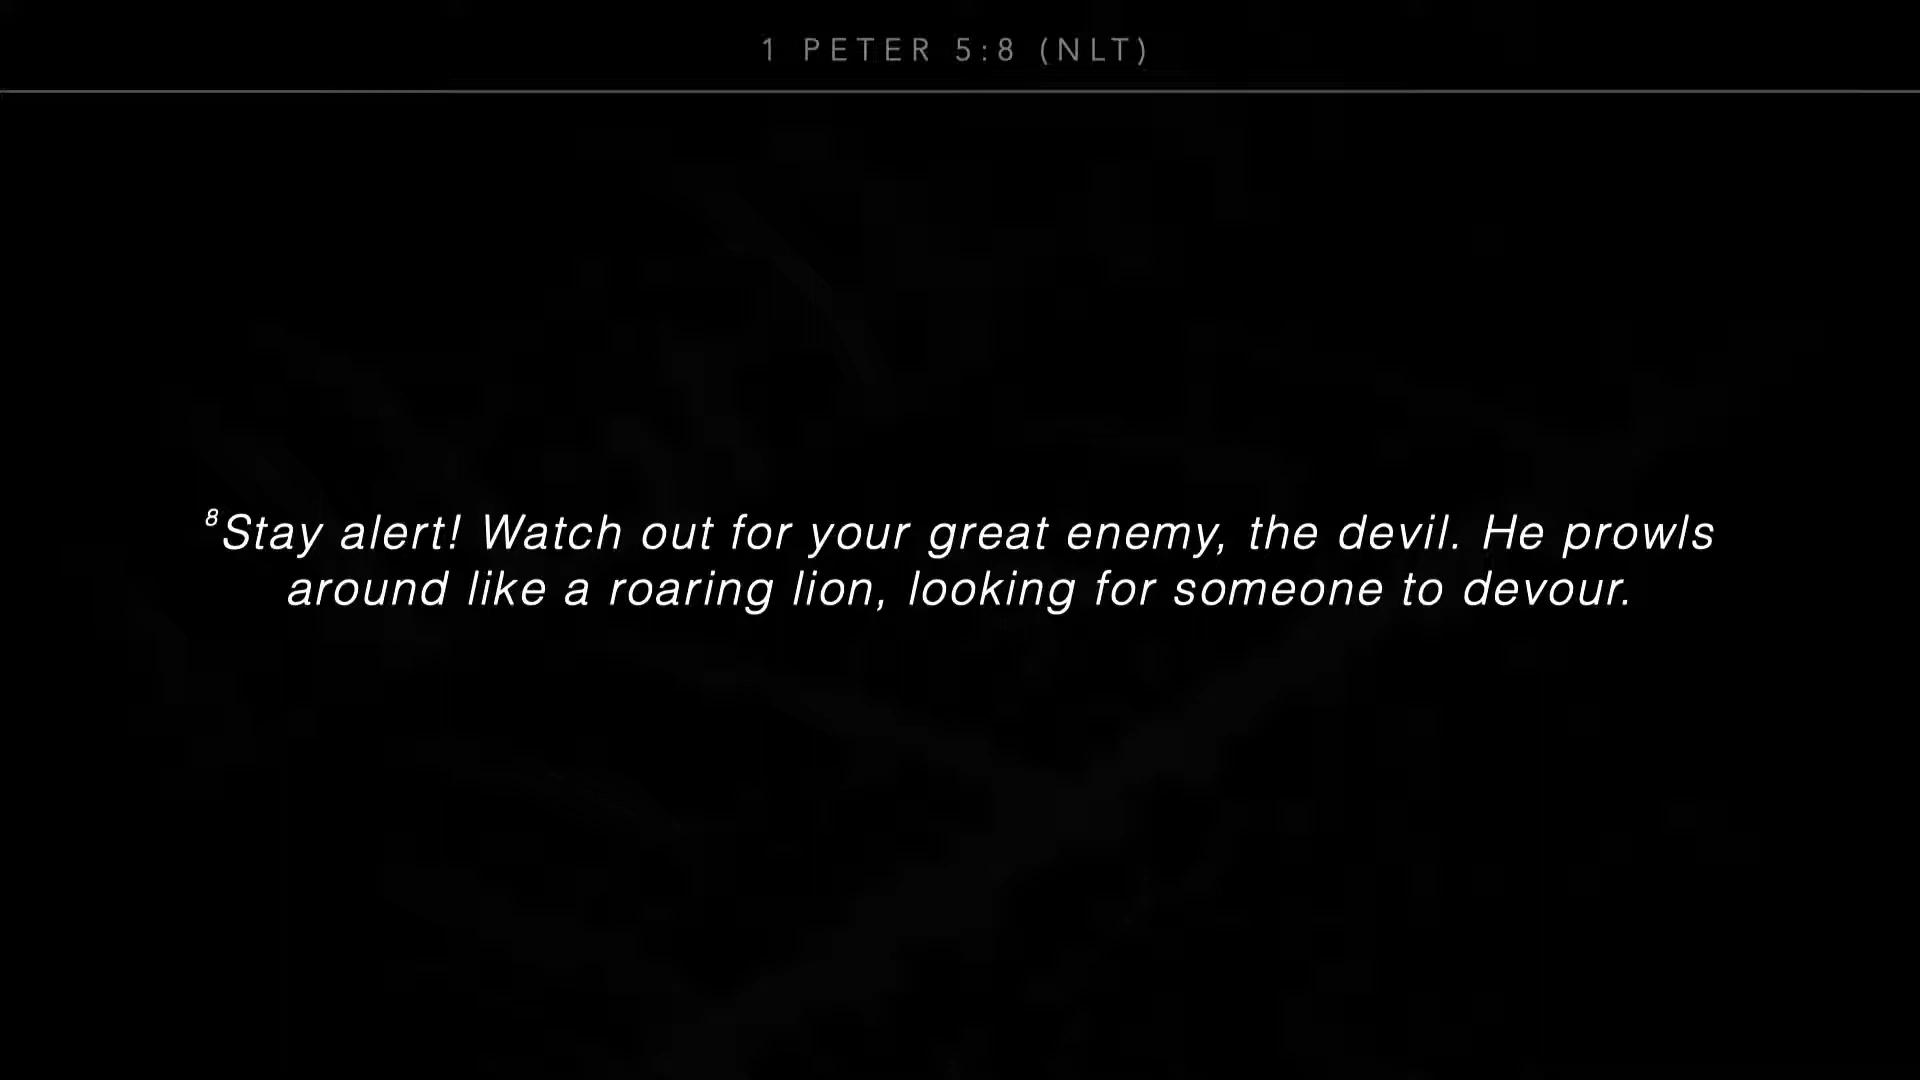 1 PETER 5:8 (NLT)
⁸Stay alert! Watch out for your great enemy, the devil. He prowls
around like a roaring lion, looking for someone to devour.